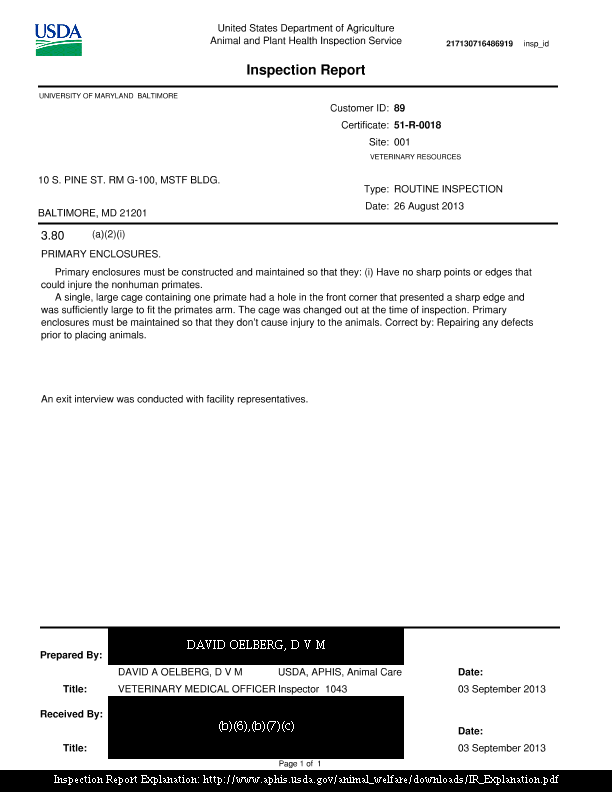 USDA
United States Department of Agriculture
Animal and Plant Health Inspection Service
217130716486919 insp_id
Inspection Report
UNIVERSITY OF MARYLAND BALTIMORE
Customer ID: 89
Certificate: 51-R-0018
Site: 001
VETERINARY RESOURCES
10 S. PINE ST. RM G-100, MSTF BLDG.
Type: ROUTINE INSPECTION
BALTIMORE, MD 21201
Date: 26 August 2013
3.80 (a)(2)(i)
PRIMARY ENCLOSURES.
Primary enclosures must be constructed and maintained so that they: (i) Have no sharp points or edges that
could injure the nonhuman primates.
A single, large cage containing one primate had a hole in the front corner that presented a sharp edge and
was sufficiently large to fit the primates arm. The cage was changed out at the time of inspection. Primary
enclosures must be maintained so that they don't cause injury to the animals. Correct by: Repairing any defects
prior to placing animals.
An exit interview was conducted with facility representatives.
DAVID OELBERG, D V M
Prepared By:
DAVID A OELBERG, D V M USDA, APHIS, Animal Care Date:
Title: VETERINARY MEDICAL OFFICER Inspector 1043 03 September 2013
Received By:
(b)(6),(b)(7)(c)
Date:
Title: 03 September 2013
Page 1 of 1
Inspection Report Explanation: http://www.aphis.usda.gov/animal_welfare/downloads/IR_Explanation.pdf